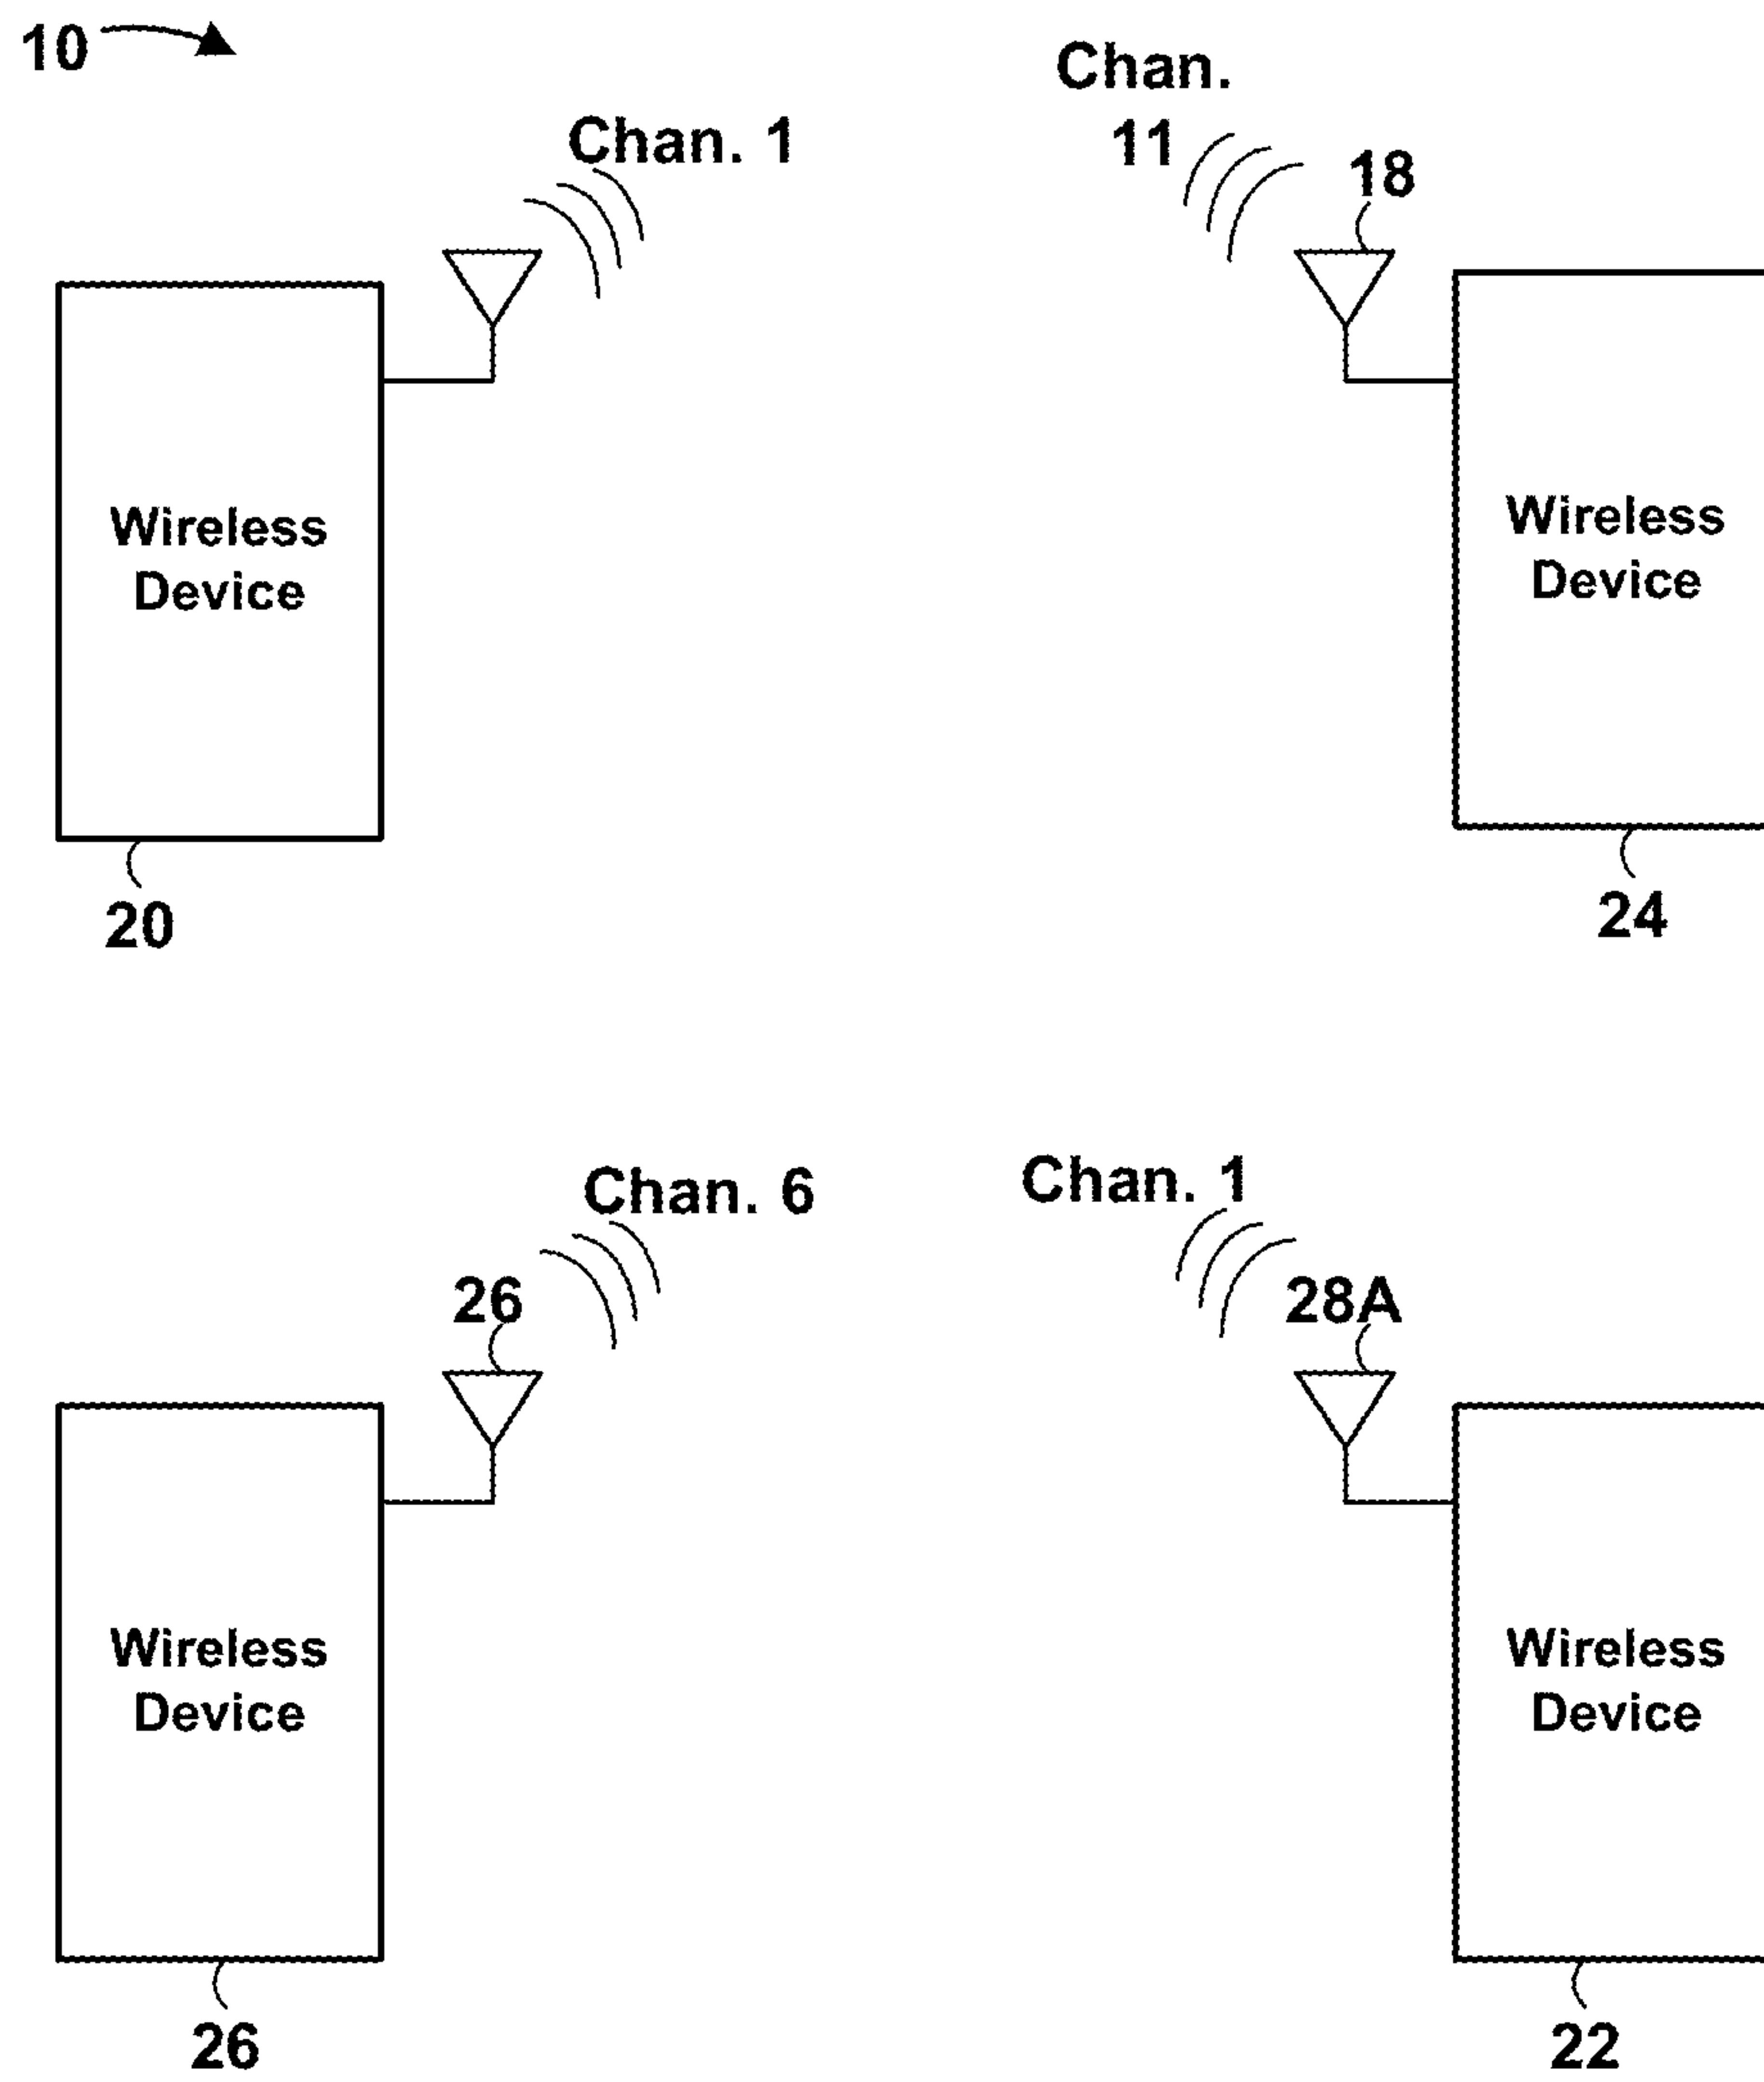 10
Chan. 1
Chan.
11
18
Wireless
Device
20
Wireless
Device
24
Chan. 6
26
Wireless
Device
26
Chan. 1
28A
Wireless
Device
22